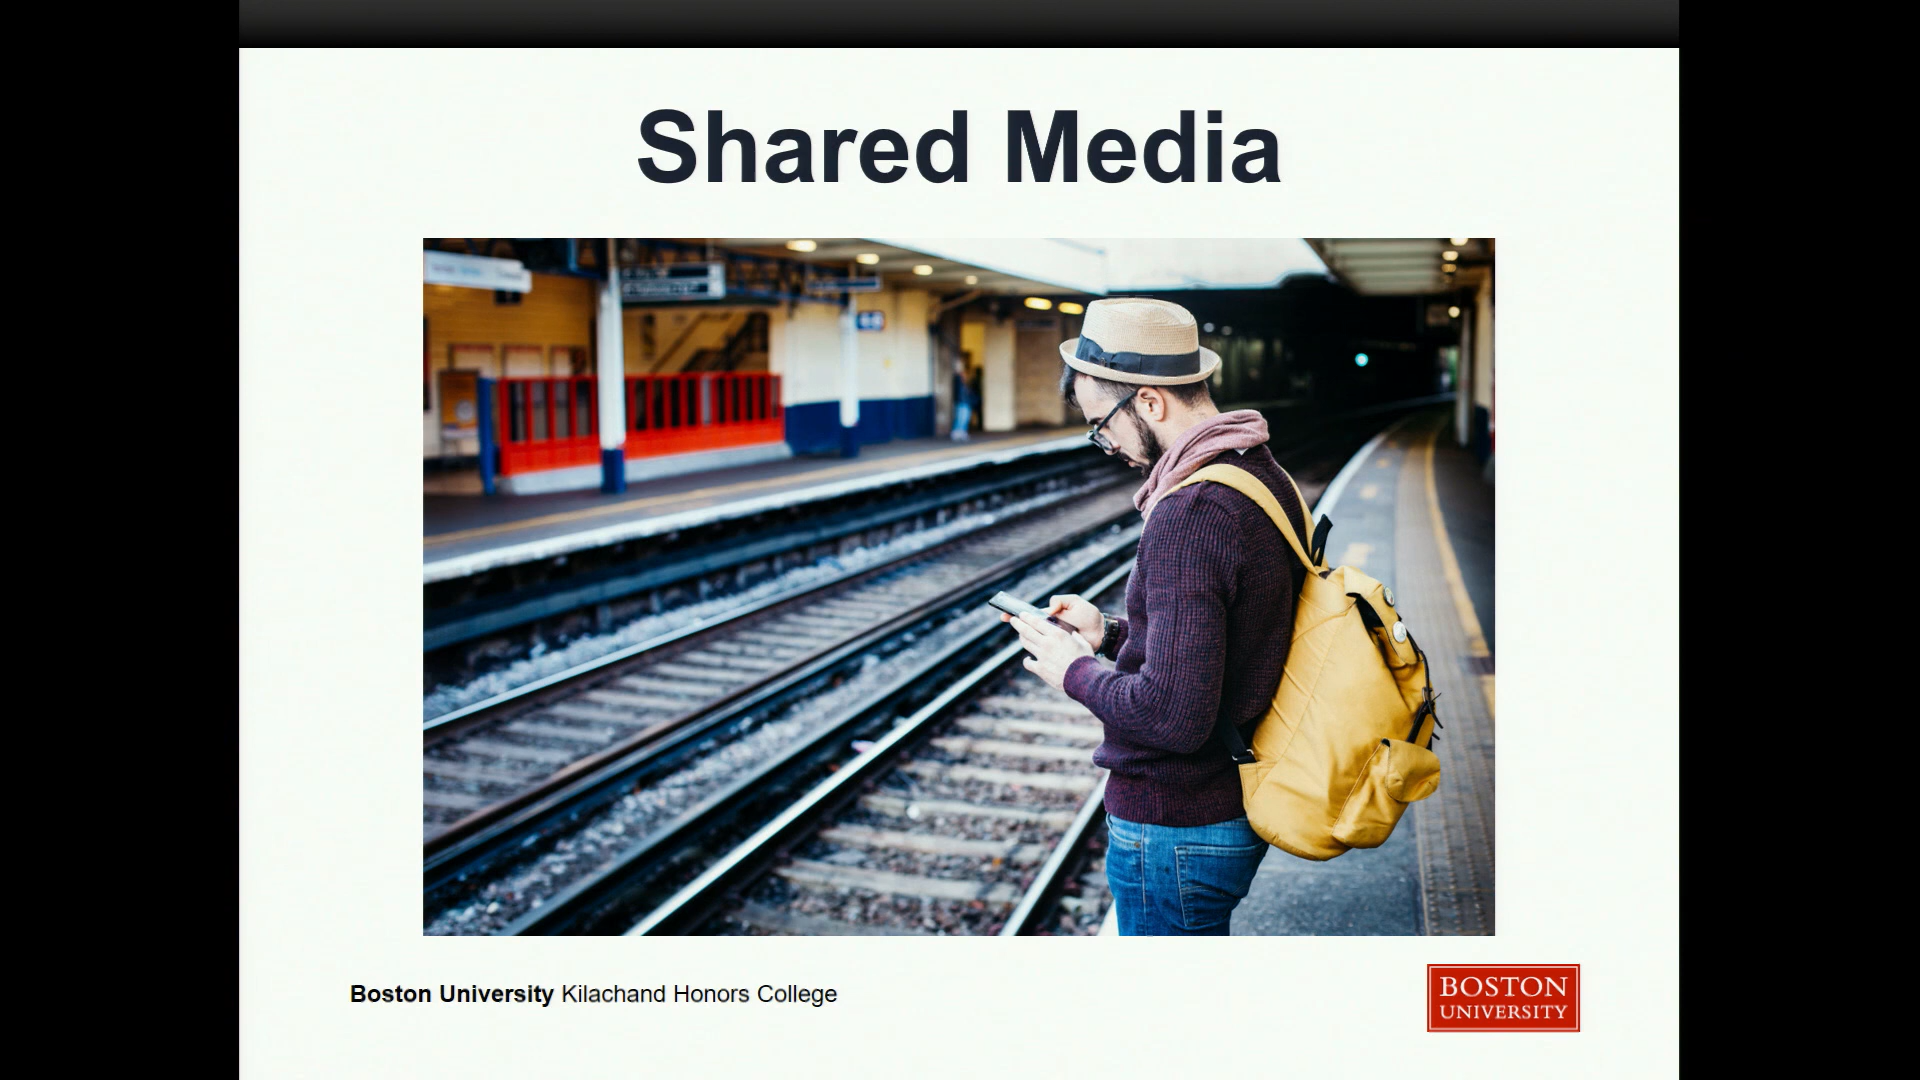 Shared Media
Boston University Kilachand Honors College
BOSTON
UNIVERSITY